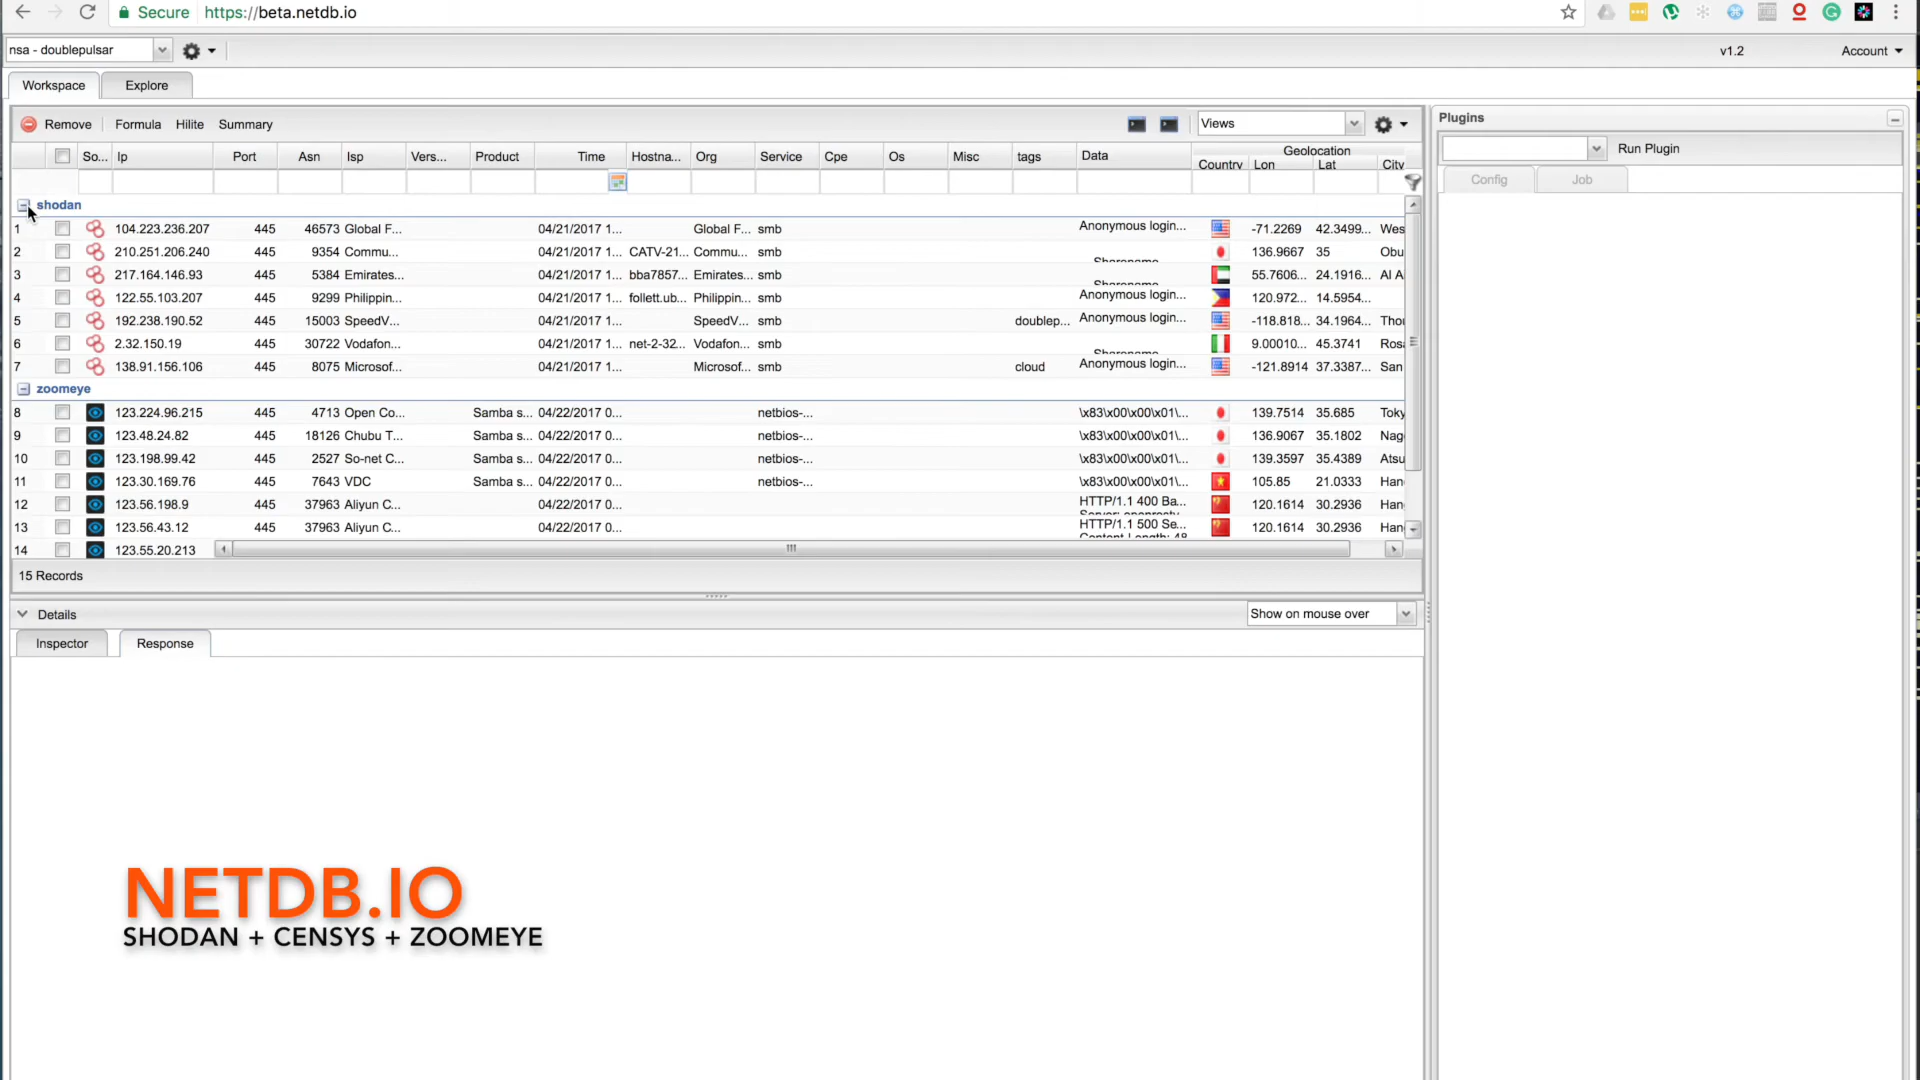 Secure https://beta.netdb.io
nsa - doublepulsar
v1.2 Account
Workspace Explore
Remove Formula Hilite Summary Views
So... Ip Port Asn Isp Vers... Product Time Hostna... Org Service Cpe Os Misc tags Data Geolocation
Country Lon Lat City
shodan
1 104.223.236.207 445 46573 Global F... 04/21/2017 1... Global F... smb Anonymous login... -71.2269 42.3499... Wes
2 210.251.206.240 445 9354 Commu... 04/21/2017 1... CATV-21... Commu... smb Sharename 136.9667 35 Obu
3 217.164.146.93 445 5384 Emirates... 04/21/2017 1... bba7857... Emirates... smb Sharename 55.7606... 24.1916... Al A
4 122.55.103.207 445 9299 Philippin... 04/21/2017 1... follett.ub... Philippin... smb Anonymous login... 120.972... 14.5954...
5 192.238.190.52 445 15003 SpeedV... 04/21/2017 1... SpeedV... smb doublep... Anonymous login... -118.818... 34.1964... Tho
6 2.32.150.19 445 30722 Vodafon... 04/21/2017 1... net-2-32... Vodafon... smb Sharename 9.00010... 45.3741 Ros
7 138.91.156.106 445 8075 Microsof... 04/21/2017 1... Microsof... smb cloud Anonymous login... -121.8914 37.3387... San
zoomeye
8 123.224.96.215 445 4713 Open Co... Samba s... 04/22/2017 0... netbios-... \x83\x00\x00\x01\... 139.7514 35.685 Toky
9 123.48.24.82 445 18126 Chubu T... Samba s... 04/22/2017 0... netbios-... \x83\x00\x00\x01\... 136.9067 35.1802 Nag
10 123.198.99.42 445 2527 So-net C... Samba s... 04/22/2017 0... netbios-... \x83\x00\x00\x01\... 139.3597 35.4389 Atsu
11 123.30.169.76 445 7643 VDC Samba s... 04/22/2017 0... netbios-... \x83\x00\x00\x01\... 105.85 21.0333 Han
12 123.56.198.9 445 37963 Aliyun C... 04/22/2017 0... HTTP/1.1 400 Ba... 120.1614 30.2936 Han
13 123.56.43.12 445 37963 Aliyun C... 04/22/2017 0... HTTP/1.1 500 Se... Content-Length: 48 120.1614 30.2936 Han
14 123.55.20.213
15 Records
Details Show on mouse over
Inspector Response
Plugins
Run Plugin
Config Job
NETDB.IO
SHODAN + CENSYS + ZOOMEYE